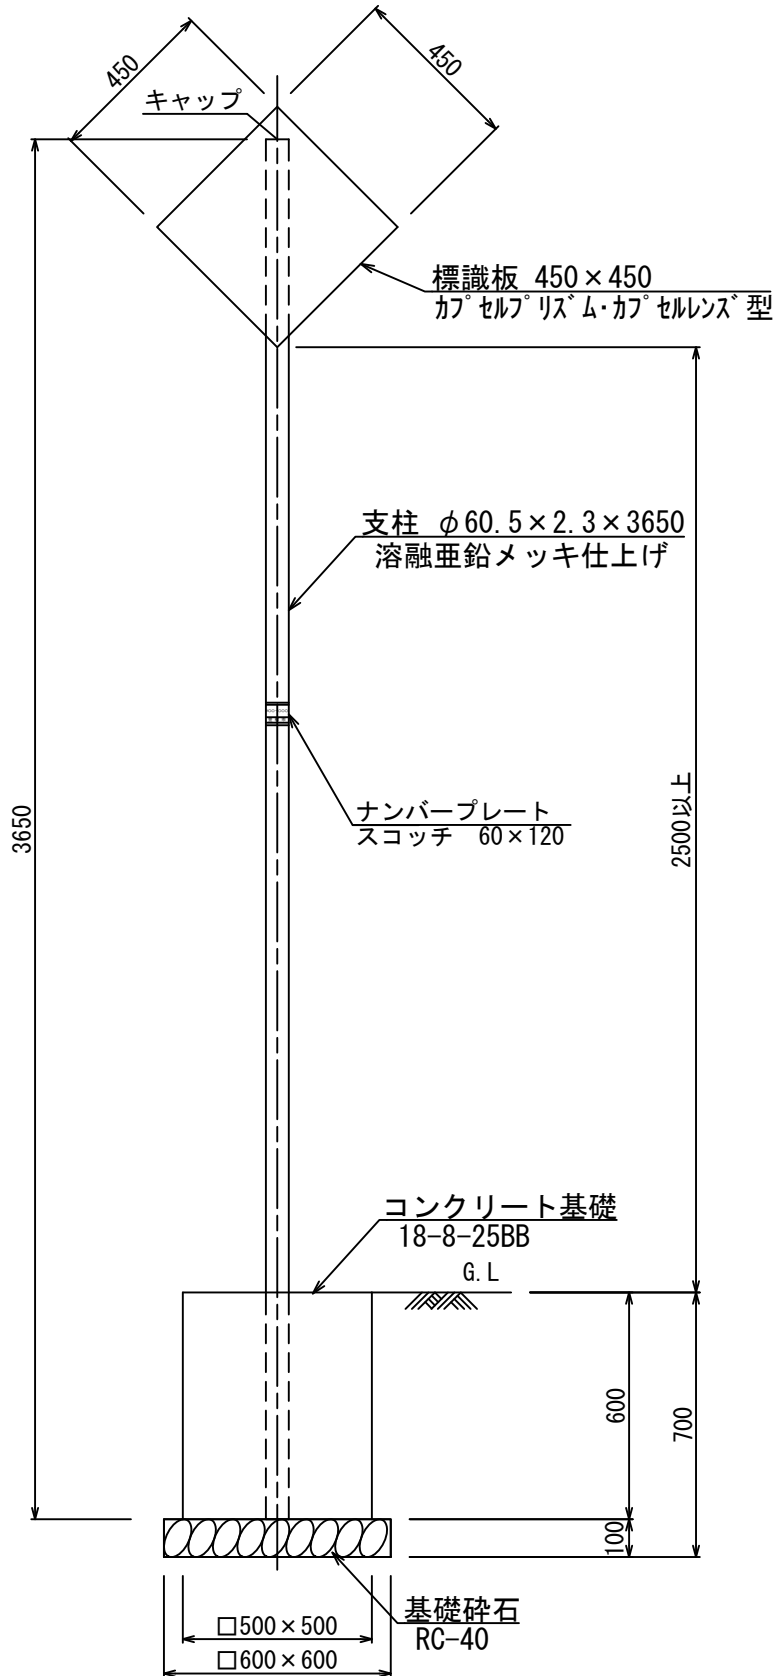 450
450
キャップ
標識板 450×450
カプセルプリズム・カプセルレンズ型
支柱 φ60.5×2.3×3650
溶融亜鉛メッキ仕上げ
3650
2500以上
ナンバープレート
スコッチ 60×120
コンクリート基礎
18-8-25BB
G.L
600
700
100
基礎砕石
RC-40
□500×500
□600×600